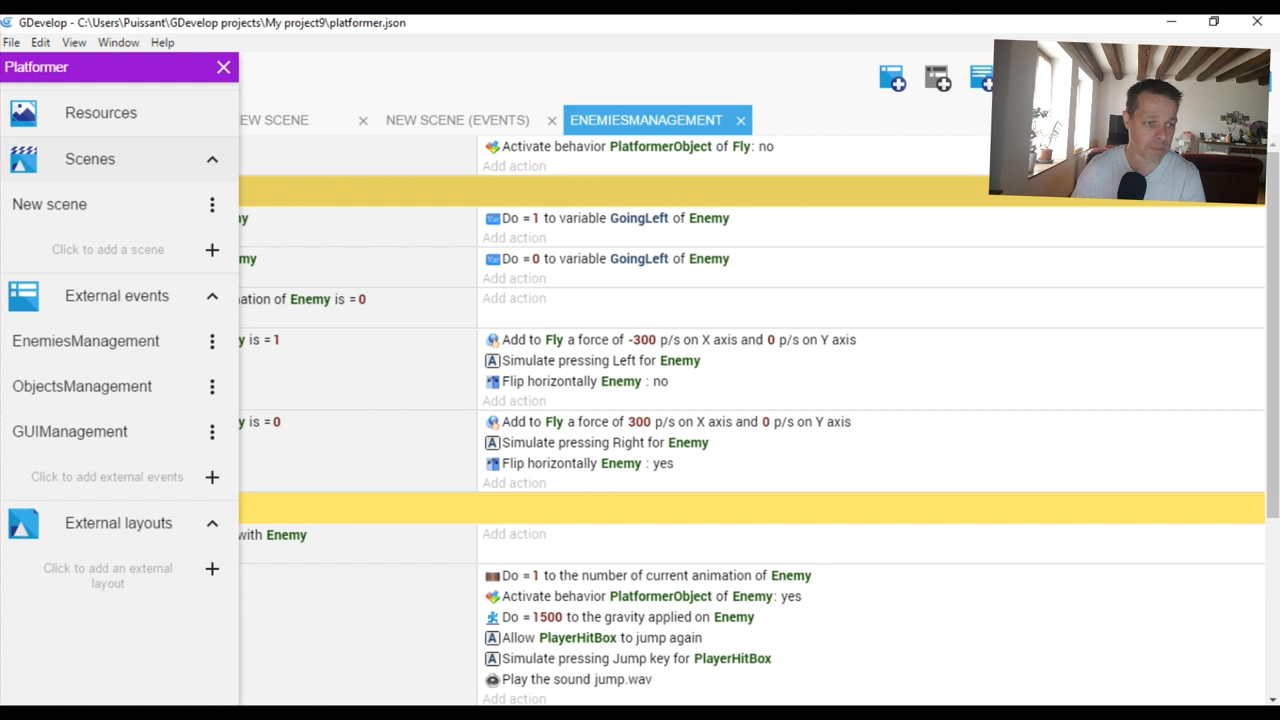 GDevelop - C:\Users\Puissant\GDevelop projects\My project9\platformer.json
File Edit View Window Help
Platformer
Resources
Scenes
New scene
Click to add a scene
External events
EnemiesManagement
ObjectsManagement
GUIManagement
Click to add external events
External layouts
Click to add an external
layout
EW SCENE
NEW SCENE (EVENTS)
ENEMIESMANAGEMENT
Activate behavior PlatformerObject of Fly: no
Add action
my
Do =1 to variable GoingLeft of Enemy
Add action
my
Do =0 to variable GoingLeft of Enemy
Add action
ation of Enemy is =0
Add action
y is =1
Add to Fly a force of -300 p/s on X axis and 0 p/s on Y axis
Simulate pressing Left for Enemy
Flip horizontally Enemy : no
Add action
y is =0
Add to Fly a force of 300 p/s on X axis and 0 p/s on Y axis
Simulate pressing Right for Enemy
Flip horizontally Enemy : yes
Add action
with Enemy
Add action
Do =1 to the number of current animation of Enemy
Activate behavior PlatformerObject of Enemy: yes
Do =1500 to the gravity applied on Enemy
Allow PlayerHitBox to jump again
Simulate pressing Jump key for PlayerHitBox
Play the sound jump.wav
Add action